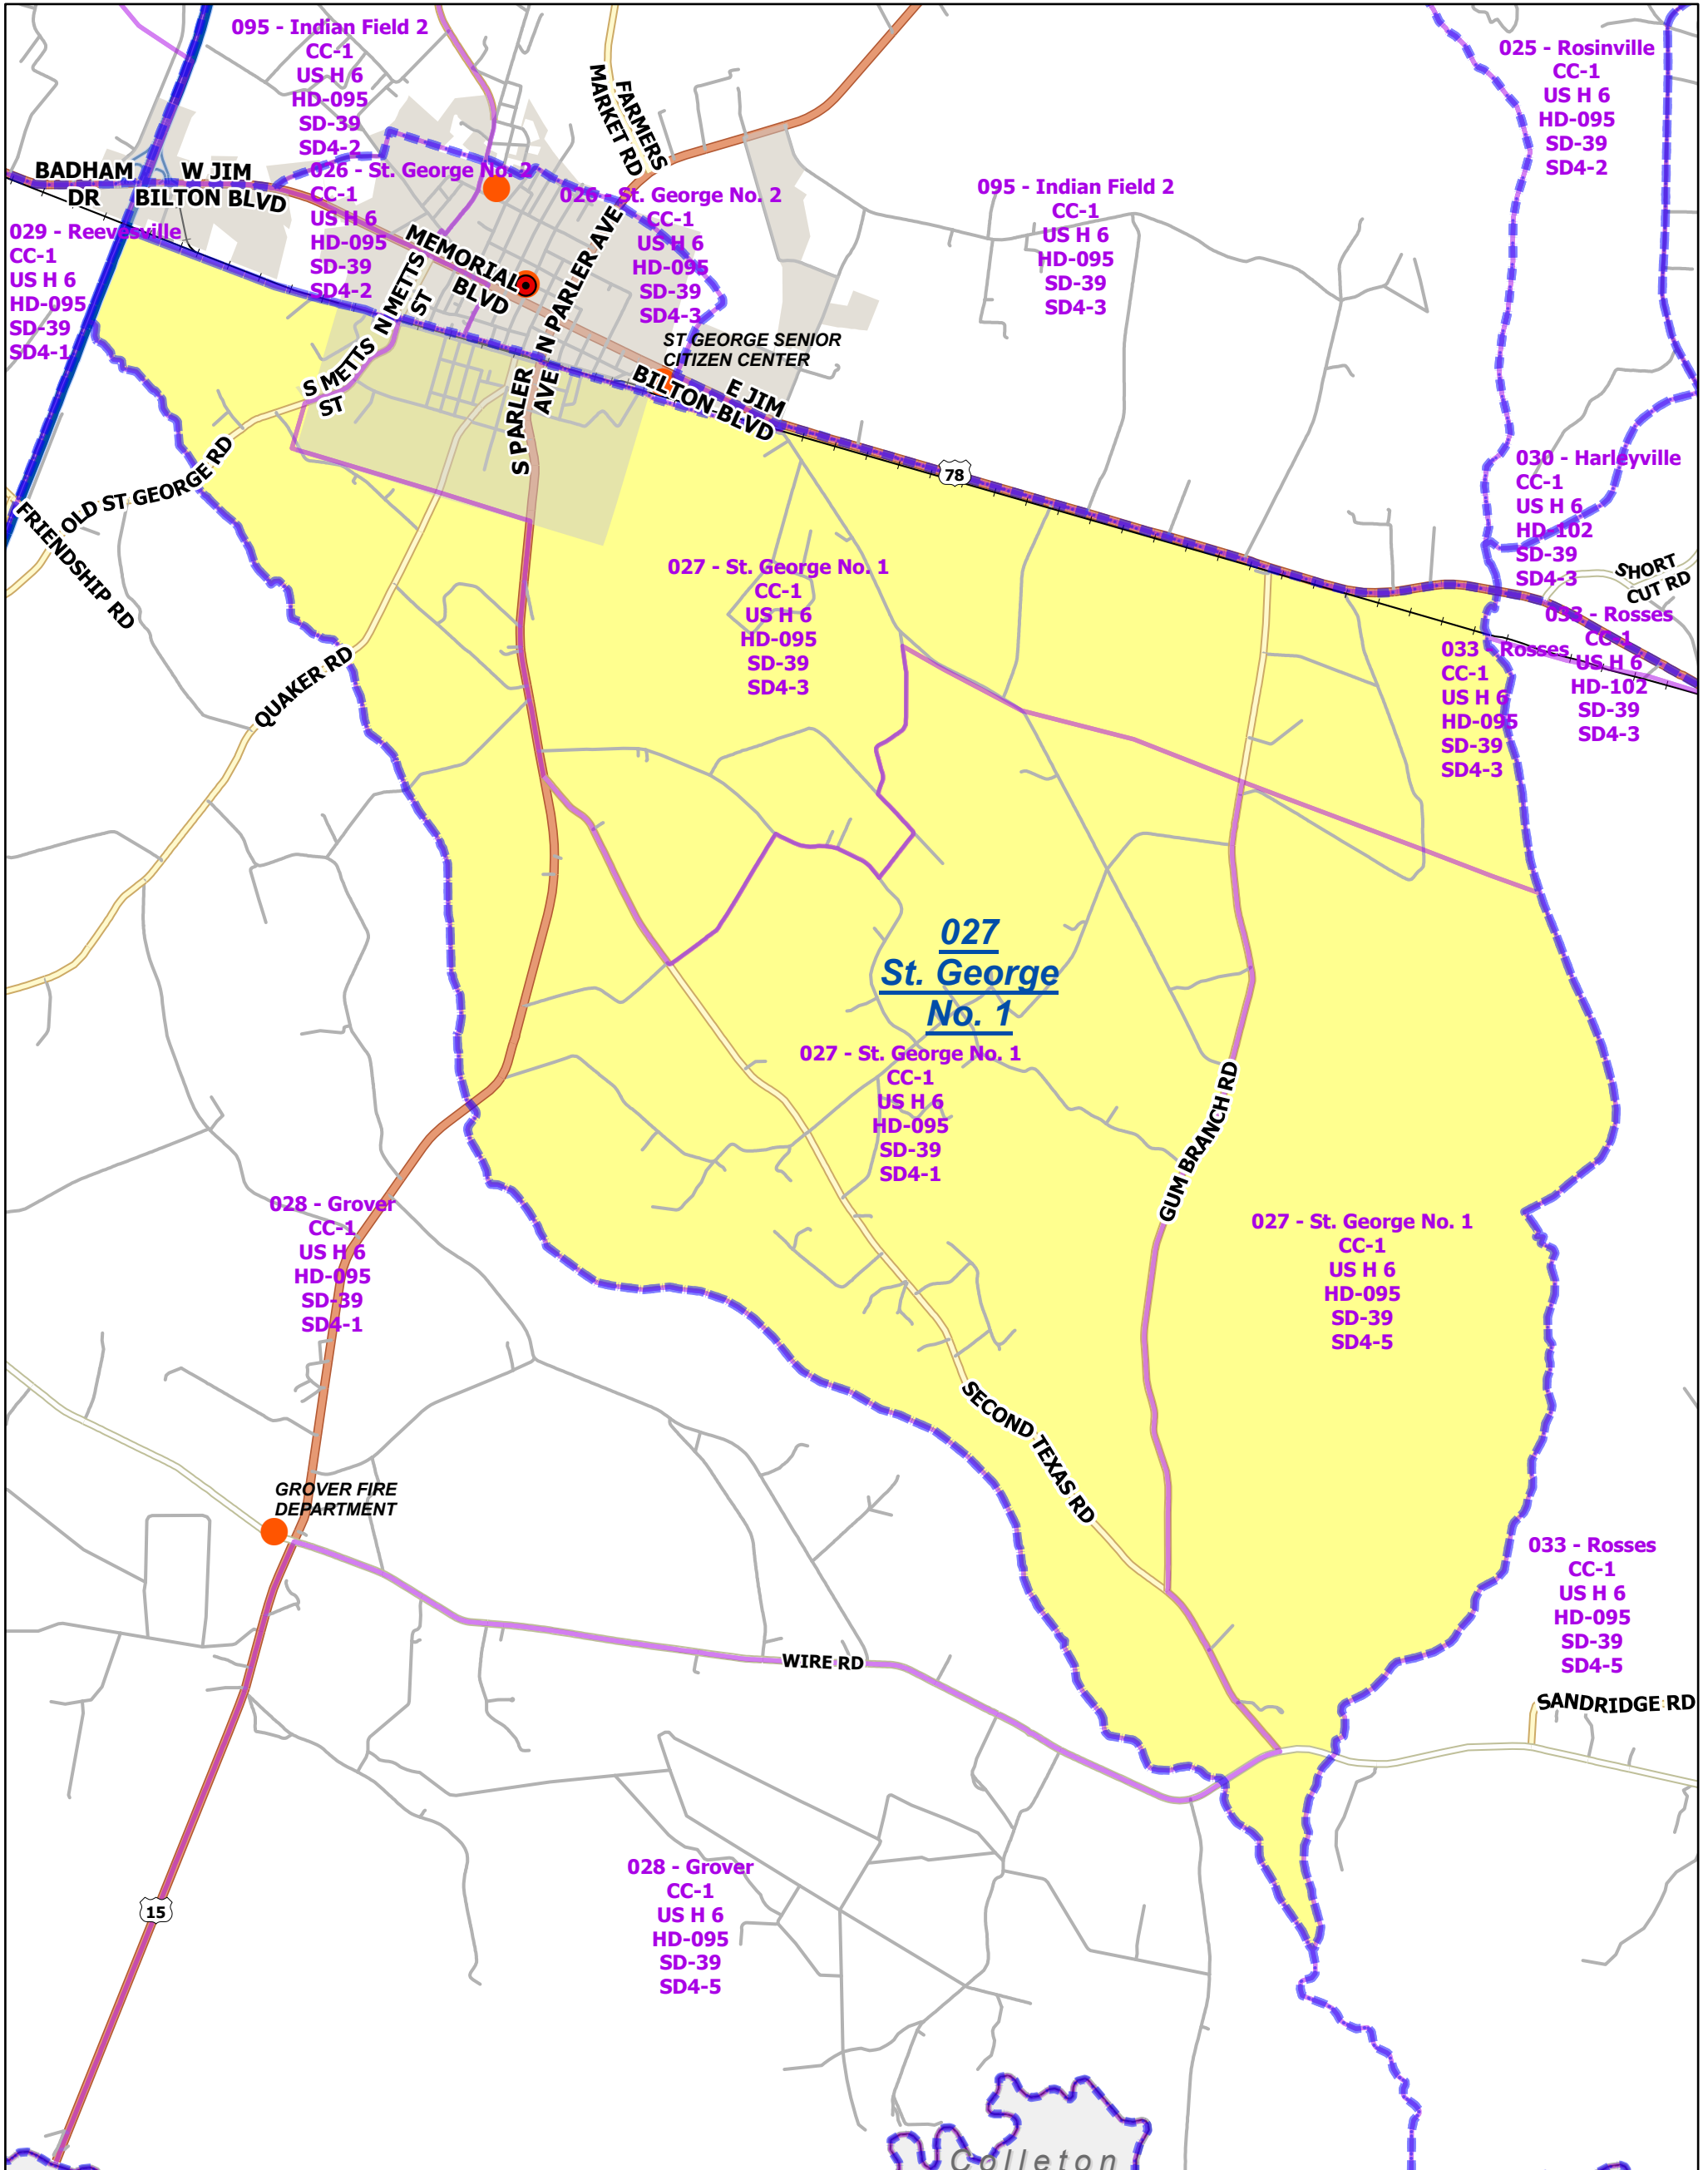 095 - Indian Field 2
CC-1
US H 6
HD-095
SD-39
SD4-2
FARMERS
MARKET RD
025 - Rosinville
CC-1
US H 6
HD-095
SD-39
SD4-2
BADHAM
DR
W JIM
BILTON BLVD
026 - St. George No. 2
CC-1
US H 6
HD-095
SD-39
SD4-2
026 - St. George No. 2
CC-1
US H 6
HD-095
SD-39
SD4-3
095 - Indian Field 2
CC-1
US H 6
HD-095
SD-39
SD4-3
029 - Reevesville
CC-1
US H 6
HD-095
SD-39
SD4-1
MEMORIAL
BLVD
N METTS
ST
N PARLER AVE
S METTS
ST
S PARLER
AVE
ST GEORGE SENIOR
CITIZEN CENTER
E JIM
BILTON BLVD
78
OLD ST GEORGE RD
FRIENDSHIP RD
030 - Harleyville
CC-1
US H 6
HD-102
SD-39
SD4-3
SHORT
CUT RD
027 - St. George No. 1
CC-1
US H 6
HD-095
SD-39
SD4-3
033 - Rosses
CC-1
US H 6
HD-102
SD-39
SD4-3
033 - Rosses
CC-1
US H 6
HD-095
SD-39
SD4-3
QUAKER RD
027
St. George
No. 1
027 - St. George No. 1
CC-1
US H 6
HD-095
SD-39
SD4-1
GUM BRANCH RD
028 - Grover
CC-1
US H 6
HD-095
SD-39
SD4-1
027 - St. George No. 1
CC-1
US H 6
HD-095
SD-39
SD4-5
SECOND TEXAS RD
GROVER FIRE
DEPARTMENT
033 - Rosses
CC-1
US H 6
HD-095
SD-39
SD4-5
WIRE RD
SANDRIDGE RD
028 - Grover
CC-1
US H 6
HD-095
SD-39
SD4-5
15
Colleton